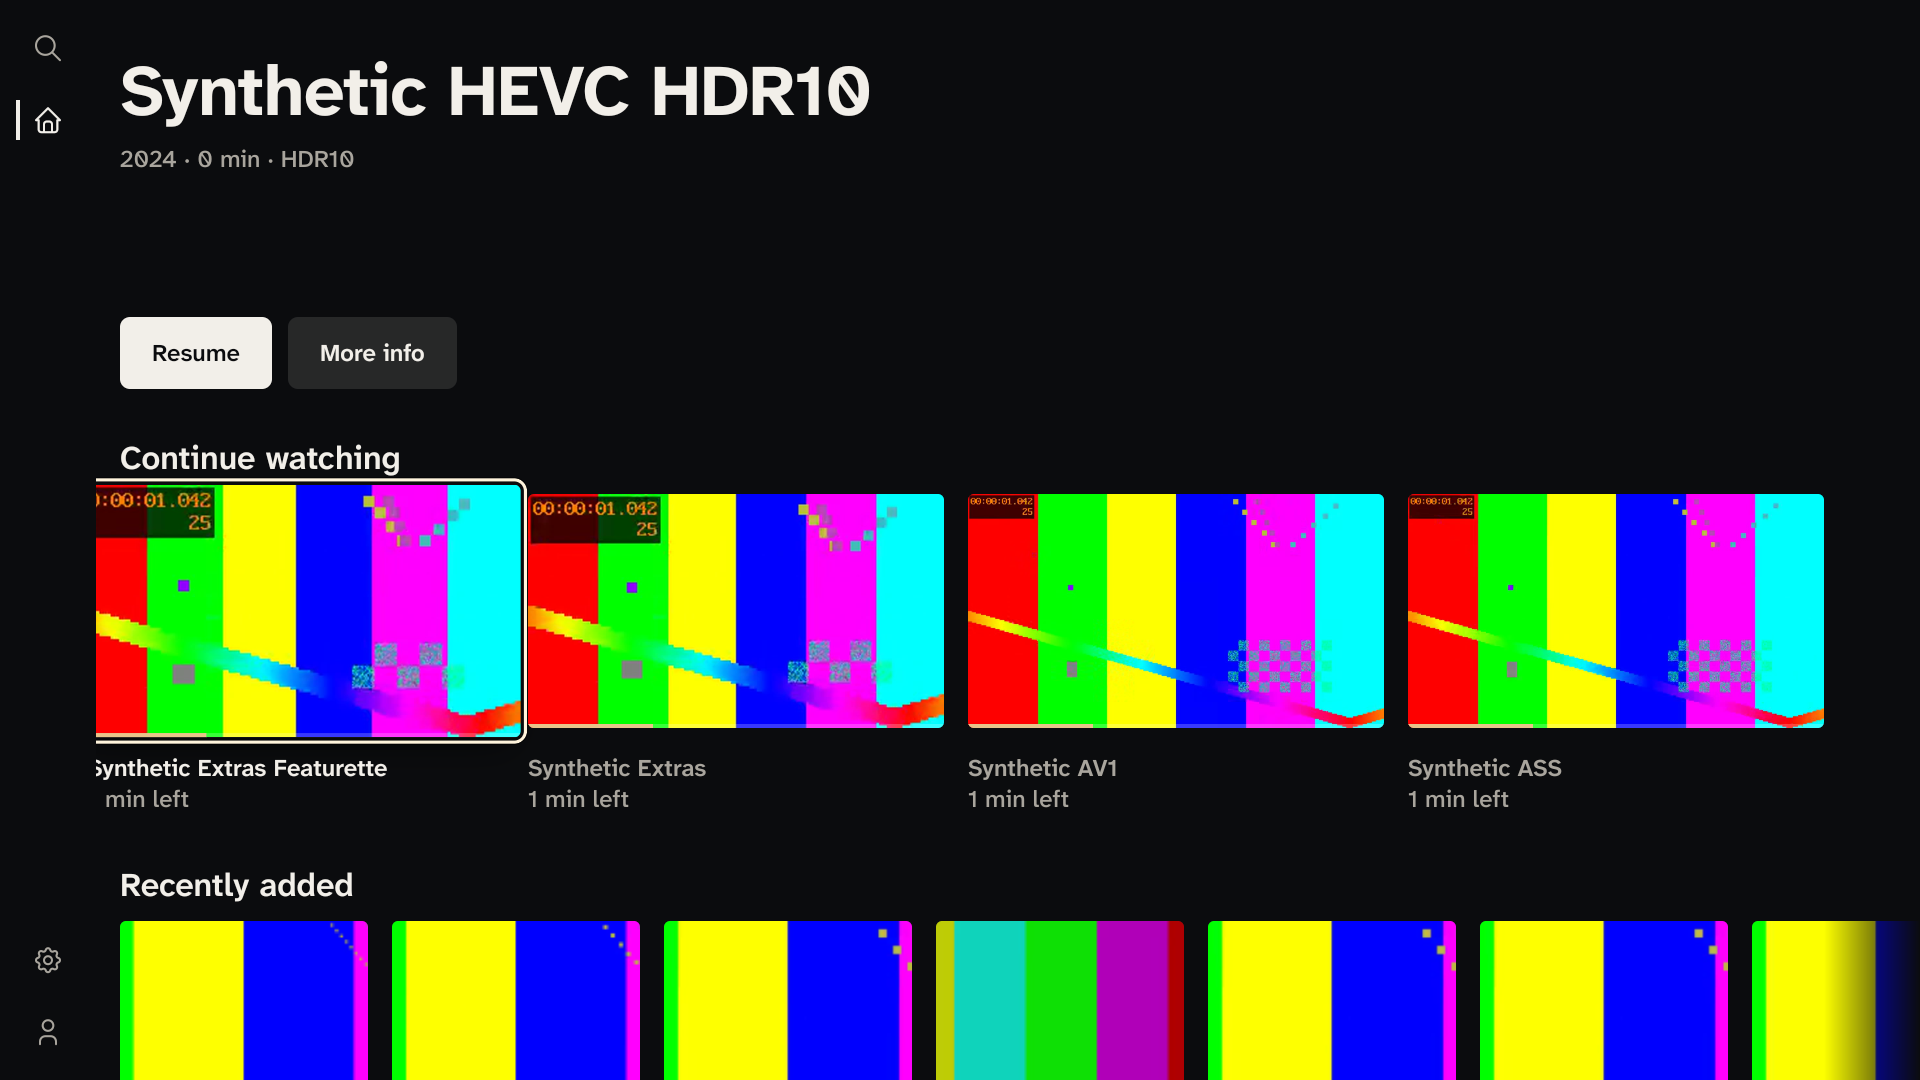 Synthetic HEVC HDR10
2024 · 0 min · HDR10
Resume
More info
Continue watching
:00:01.042
25
00:00:01.042
25
00:00:01.042
25
00:00:01.042
25
Synthetic Extras Featurette
min left
Synthetic Extras
1 min left
Synthetic AV1
1 min left
Synthetic ASS
1 min left
Recently added